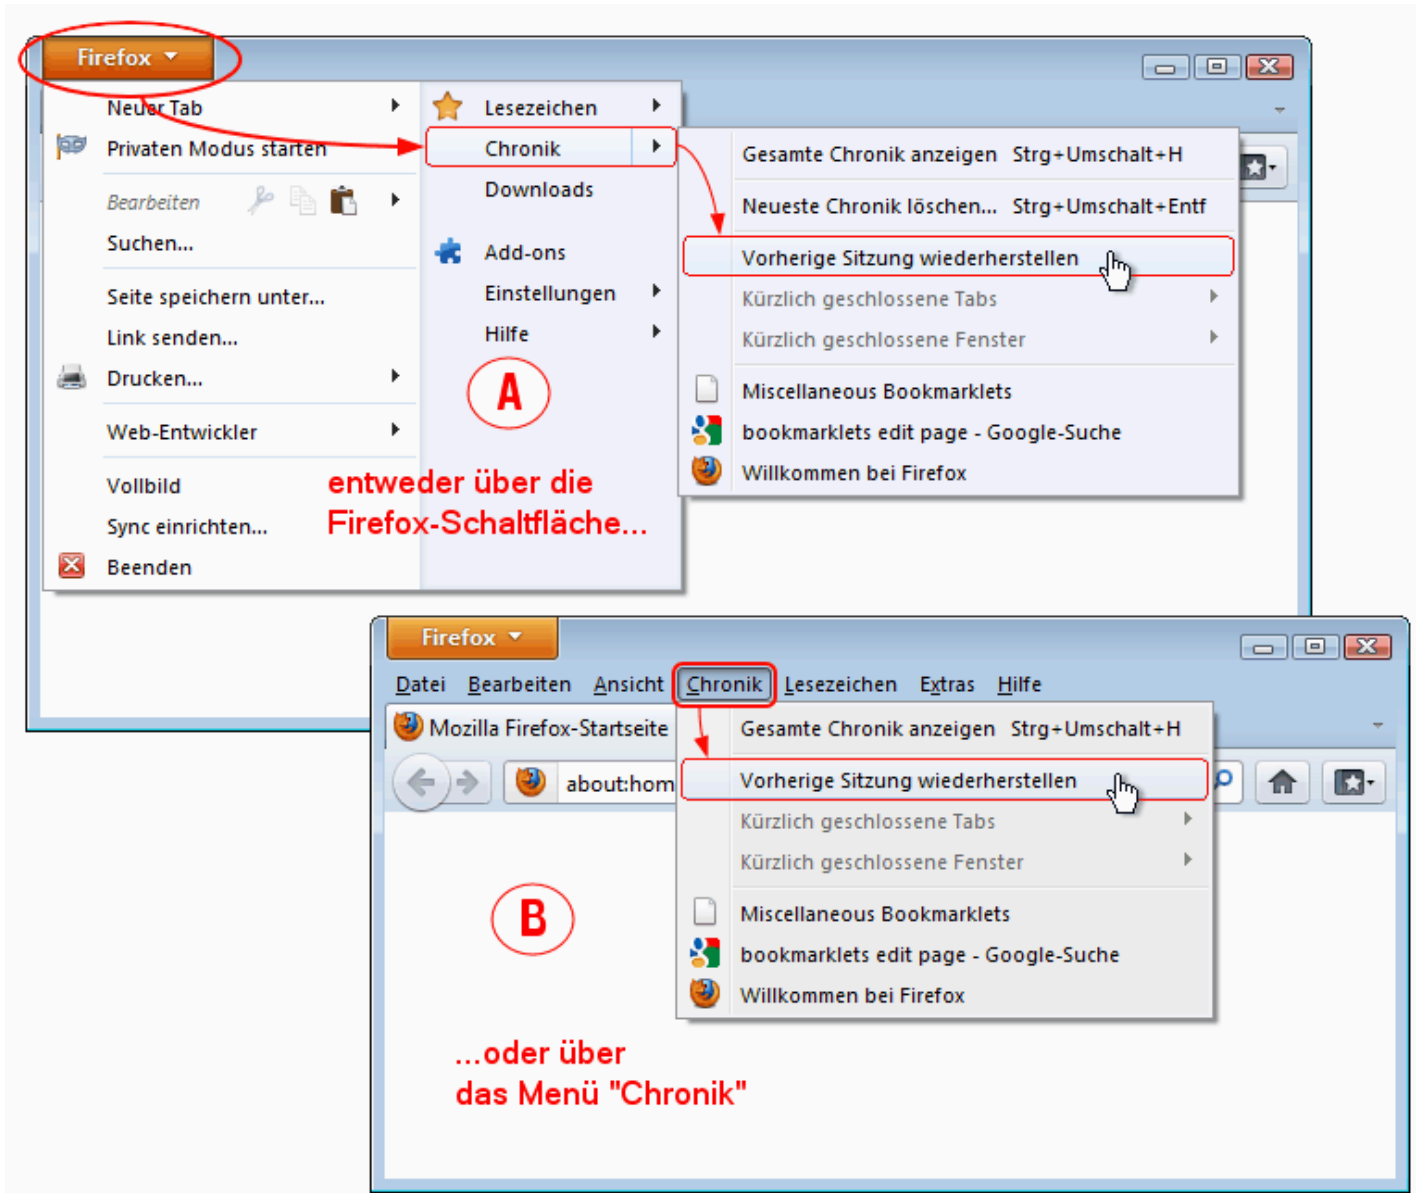 Firefox
Neuer Tab
Privaten Modus starten
Bearbeiten
Suchen...
Seite speichern unter...
Link senden...
Drucken...
Web-Entwickler
Vollbild
Sync einrichten...
Beenden
Lesezeichen
Chronik
Downloads
Add-ons
Einstellungen
Hilfe
A
entweder über die
Firefox-Schaltfläche...
Gesamte Chronik anzeigen Strg+Umschalt+H
Neueste Chronik löschen... Strg+Umschalt+Entf
Vorherige Sitzung wiederherstellen
Kürzlich geschlossene Tabs
Kürzlich geschlossene Fenster
Miscellaneous Bookmarklets
bookmarklets edit page - Google-Suche
Willkommen bei Firefox
Firefox
Datei Bearbeiten Ansicht Chronik Lesezeichen Extras Hilfe
Mozilla Firefox-Startseite
about:hom
Gesamte Chronik anzeigen Strg+Umschalt+H
Vorherige Sitzung wiederherstellen
Kürzlich geschlossene Tabs
Kürzlich geschlossene Fenster
Miscellaneous Bookmarklets
bookmarklets edit page - Google-Suche
Willkommen bei Firefox
B
...oder über
das Menü "Chronik"